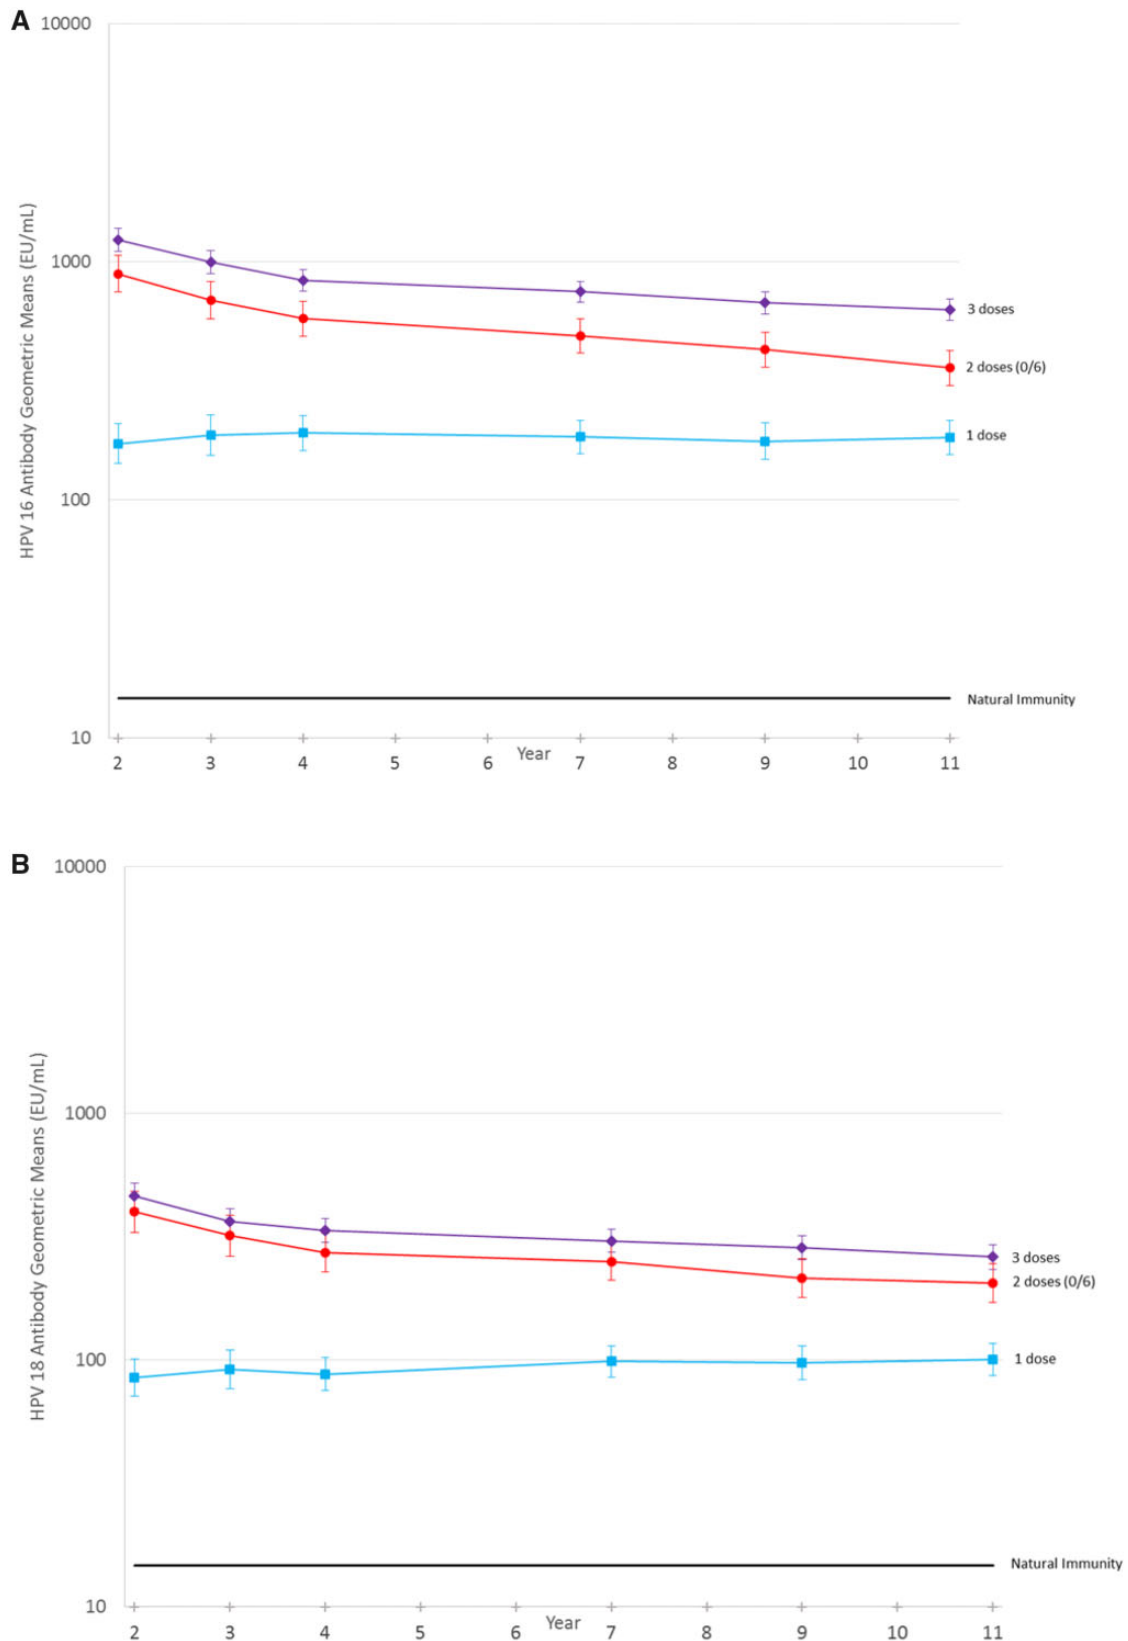 A
10000
1000
100
10
HPV 16 Antibody Geometric Means (EU/mL)
3 doses
2 doses (0/6)
1 dose
Natural Immunity
2 3 4 5 6 7 8 9 10 11
Year
B
10000
1000
100
10
HPV 18 Antibody Geometric Means (EU/mL)
3 doses
2 doses (0/6)
1 dose
Natural Immunity
2 3 4 5 6 7 8 9 10 11
Year